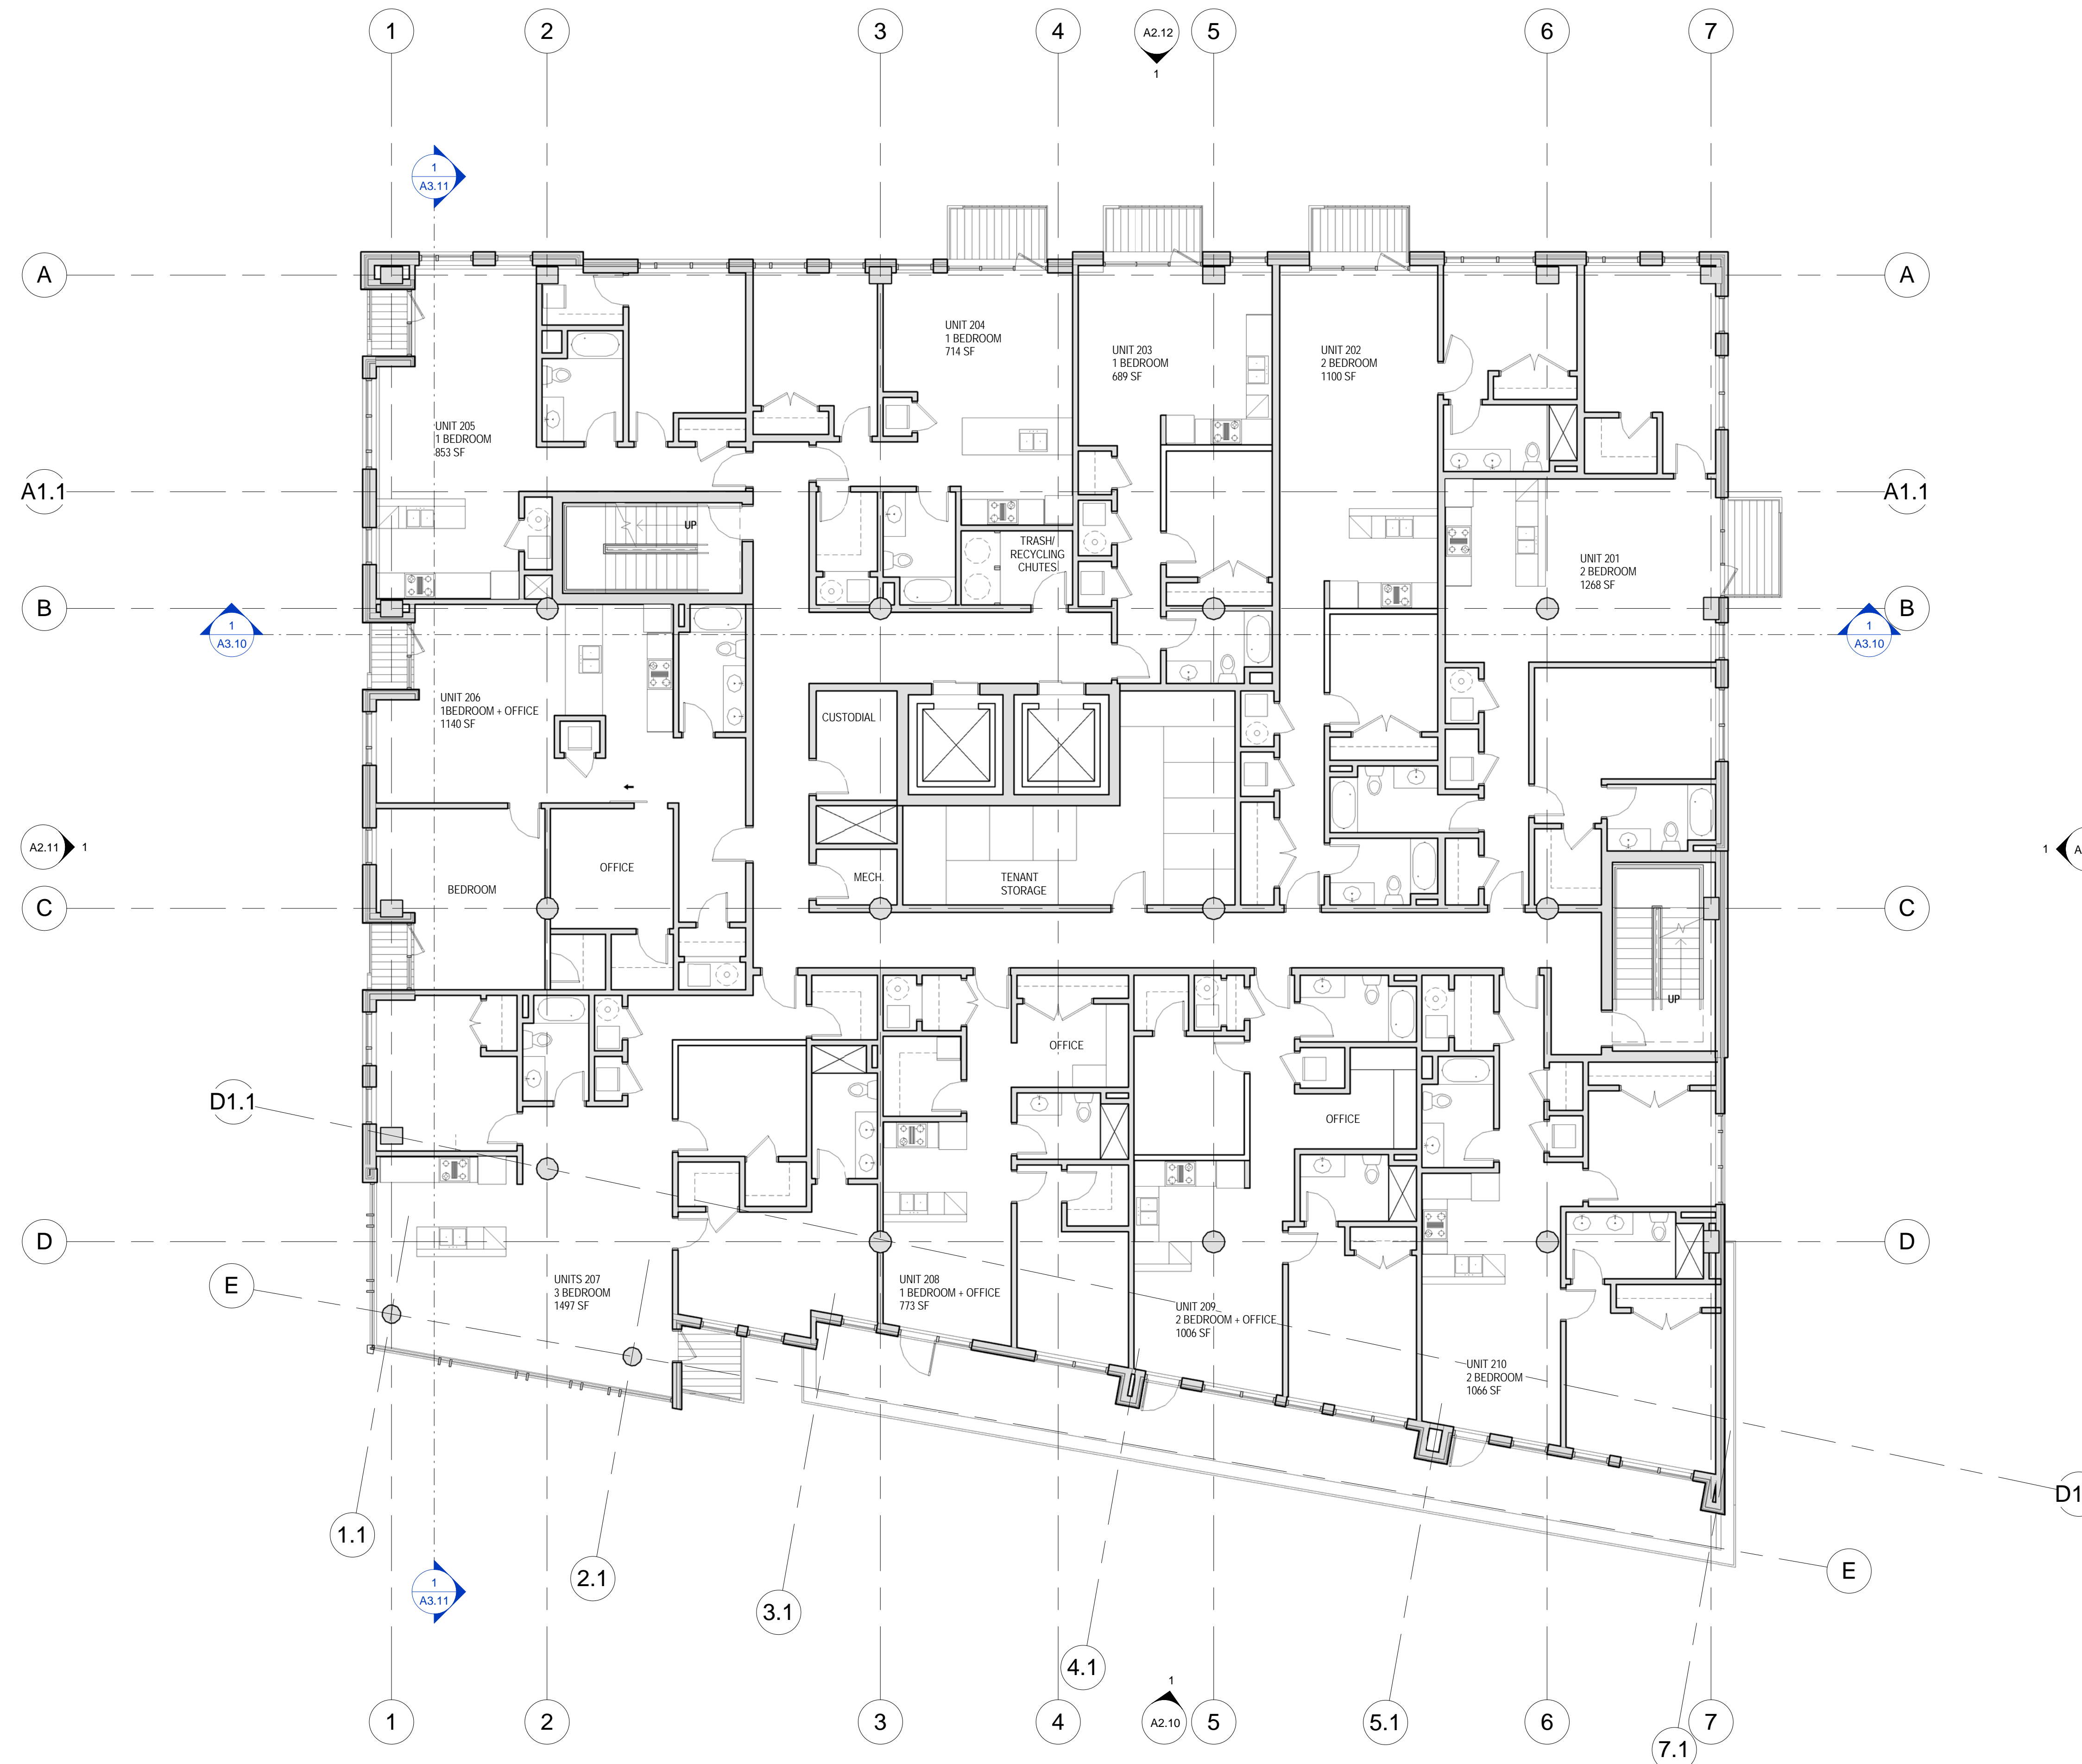 1
2
3
4
5
6
7
A2.12
1
1
A3.11
A
A
UNIT 204
1 BEDROOM
714 SF
UNIT 203
1 BEDROOM
689 SF
UNIT 202
2 BEDROOM
1100 SF
UNIT 205
1 BEDROOM
853 SF
A1.1
A1.1
UP
TRASH/
RECYCLING
CHUTES
UNIT 201
2 BEDROOM
1268 SF
B
B
1
A3.10
1
A3.10
UNIT 206
1BEDROOM + OFFICE
1140 SF
CUSTODIAL
A2.11
1
1
A
OFFICE
BEDROOM
MECH.
TENANT
STORAGE
C
C
UP
OFFICE
D1.1
OFFICE
D
D
E
UNITS 207
3 BEDROOM
1497 SF
UNIT 208
1 BEDROOM + OFFICE
773 SF
UNIT 209
2 BEDROOM + OFFICE
1006 SF
UNIT 210
2 BEDROOM
1066 SF
D1
1.1
2.1
E
1
A3.11
3.1
4.1
1
A2.10
1
2
3
4
5
5.1
6
7
7.1